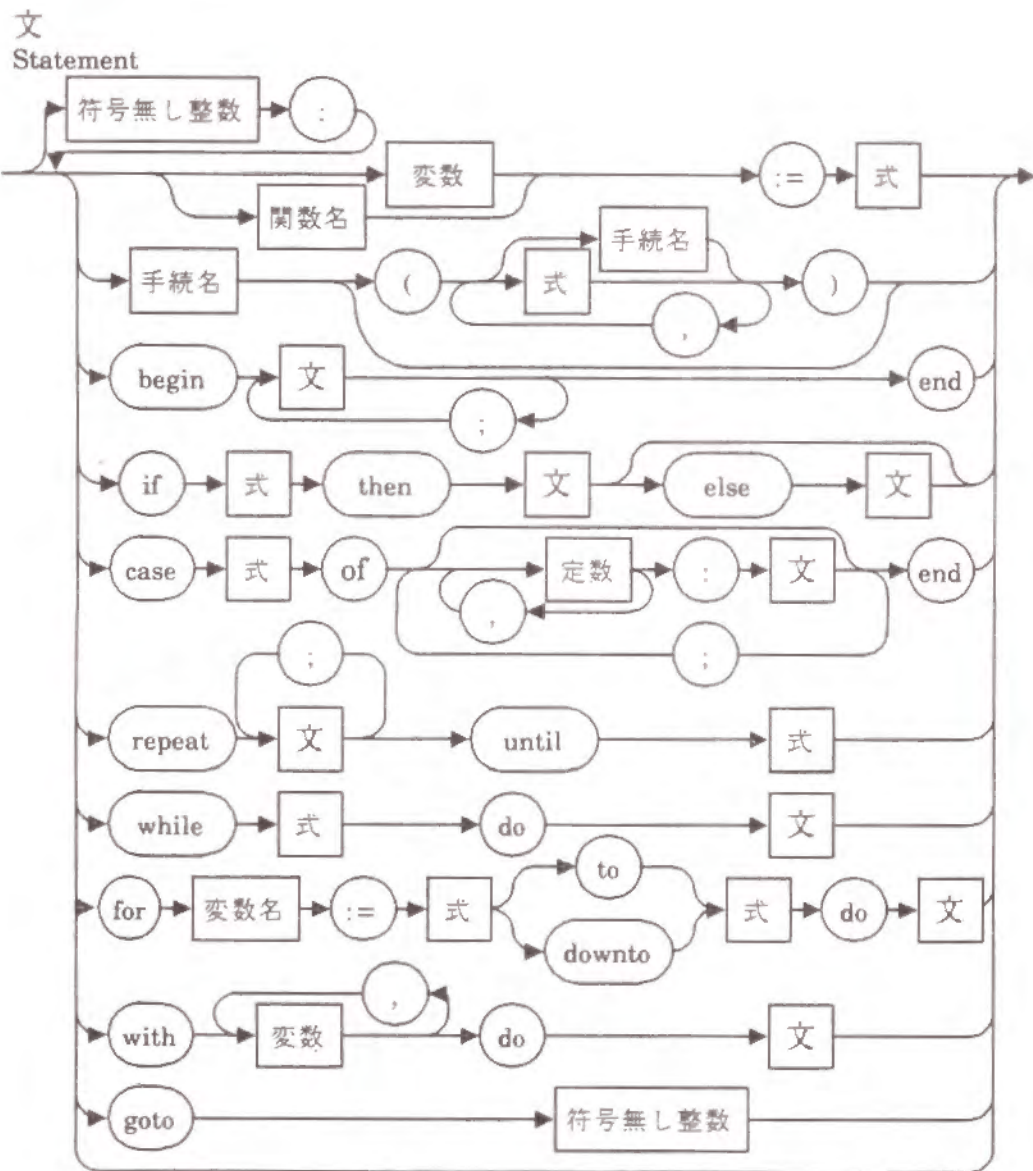 文
Statement
符号無し整数 :
変数 := 式
関数名
手続名
手続名 ( 式 )
,
begin 文 end
;
if 式 then 文 else 文
case 式 of 定数 : 文 end
,
;
;
repeat 文 until 式
while 式 do 文
to
for 変数名 := 式 式 do 文
downto
,
with 変数 do 文
goto 符号無し整数